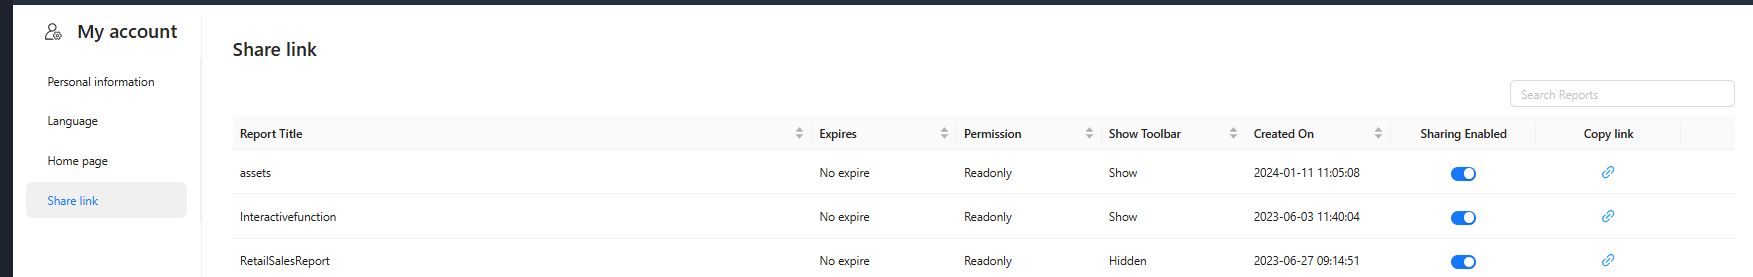 My account
Personal information
Language
Home page
Share link
Share link
Search Reports
Report Title Expires Permission Show Toolbar Created On Sharing Enabled Copy link
assets No expire Readonly Show 2024-01-11 11:05:08
Interactivefunction No expire Readonly Show 2023-06-03 11:40:04
RetailSalesReport No expire Readonly Hidden 2023-06-27 09:14:51